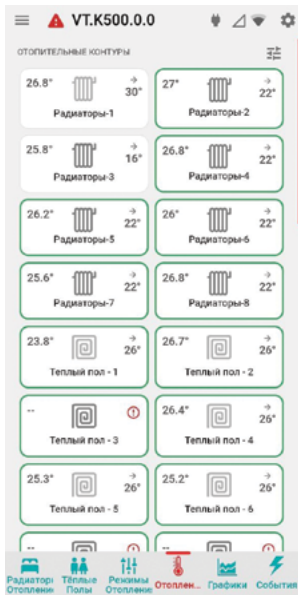 VT.K500.0.0
ОТОПИТЕЛЬНЫЕ КОНТУРЫ
26.8° 30°
Радиаторы-1
27° 22°
Радиаторы-2
25.8° 16°
Радиаторы-3
26.8° 22°
Радиаторы-4
26.2° 22°
Радиаторы-5
26° 22°
Радиаторы-6
25.6° 22°
Радиаторы-7
26.8° 22°
Радиаторы-8
23.8° 26°
Теплый пол - 1
26.7° 26°
Теплый пол - 2
--
Теплый пол - 3
26.4° 26°
Теплый пол - 4
25.3° 26°
Теплый пол - 5
25.2° 26°
Теплый пол - 6
--
--
Радиатор
Отоплени
Тёплые
Полы
Режимы
Отоплени
Отоплен...
Графики
События